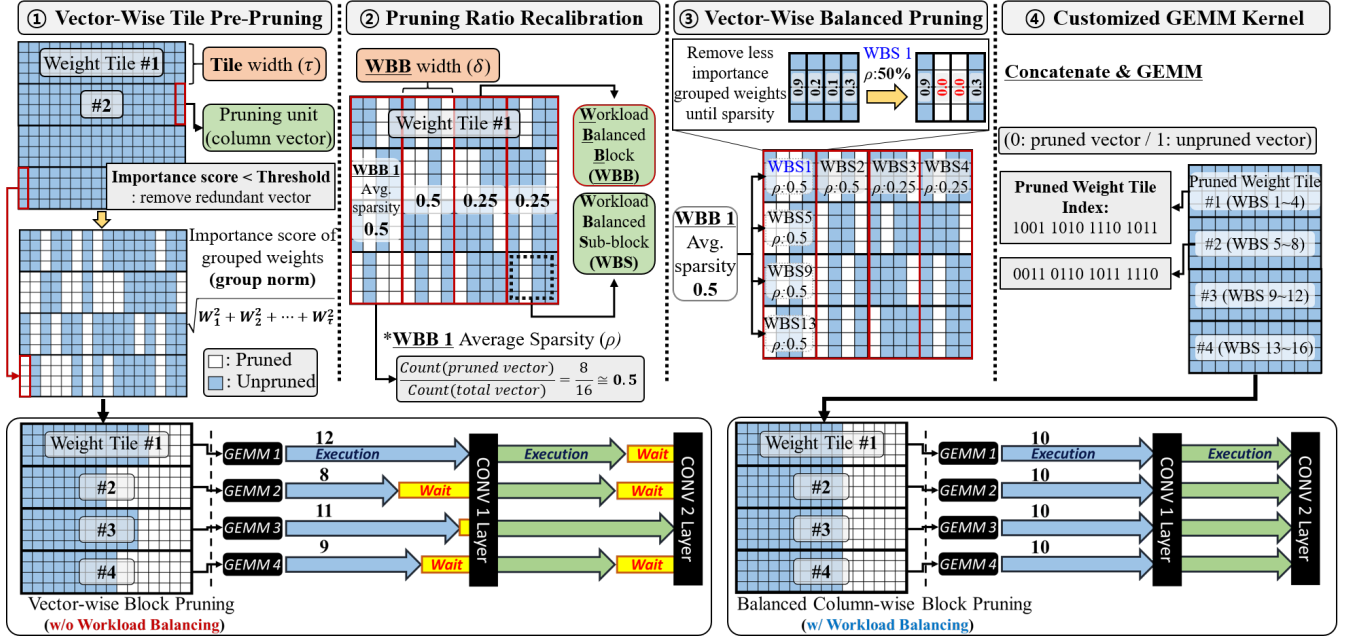 ① Vector-Wise Tile Pre-Pruning
Weight Tile #1
Tile width (τ)
#2
Pruning unit
(column vector)
Importance score < Threshold
: remove redundant vector
Importance score of
grouped weights
(group norm)
√W₁² + W₂² + ⋯ + W_τ²
: Pruned
: Unpruned
② Pruning Ratio Recalibration
WBB width (δ)
Weight Tile #1
WBB 1
Avg.
sparsity
0.5
0.5
0.25
0.25
Workload
Balanced
Block
(WBB)
Workload
Balanced
Sub-block
(WBS)
*WBB 1 Average Sparsity (ρ)
Count(pruned vector)
Count(total vector)
= 8/16 ≅ 0.5
③ Vector-Wise Balanced Pruning
Remove less
importance
grouped weights
until sparsity
0.9 0.2 0.1 0.3
WBS 1
ρ:50%
0.9 0.0 0.0 0.3
WBS1 WBS2 WBS3 WBS4
ρ:0.5 ρ:0.5 ρ:0.25 ρ:0.25
WBS5
ρ:0.5
WBS9
ρ:0.5
WBS13
ρ:0.5
WBB 1
Avg.
sparsity
0.5
④ Customized GEMM Kernel
Concatenate & GEMM
(0: pruned vector / 1: unpruned vector)
Pruned Weight Tile
Index:
1001 1010 1110 1011
0011 0110 1011 1110
Pruned Weight Tile
#1 (WBS 1~4)
#2 (WBS 5~8)
#3 (WBS 9~12)
#4 (WBS 13~16)
Weight Tile #1
#2
#3
#4
GEMM 1
12
Execution
Execution
Wait
GEMM 2
8
Wait
Wait
GEMM 3
11
GEMM 4
9
Wait
Wait
CONV 1 Layer
CONV 2 Layer
Vector-wise Block Pruning
(w/o Workload Balancing)
Weight Tile #1
#2
#3
#4
GEMM 1
10
Execution
Execution
GEMM 2
10
GEMM 3
10
GEMM 4
10
CONV 1 Layer
CONV 2 Layer
Balanced Column-wise Block Pruning
(w/ Workload Balancing)